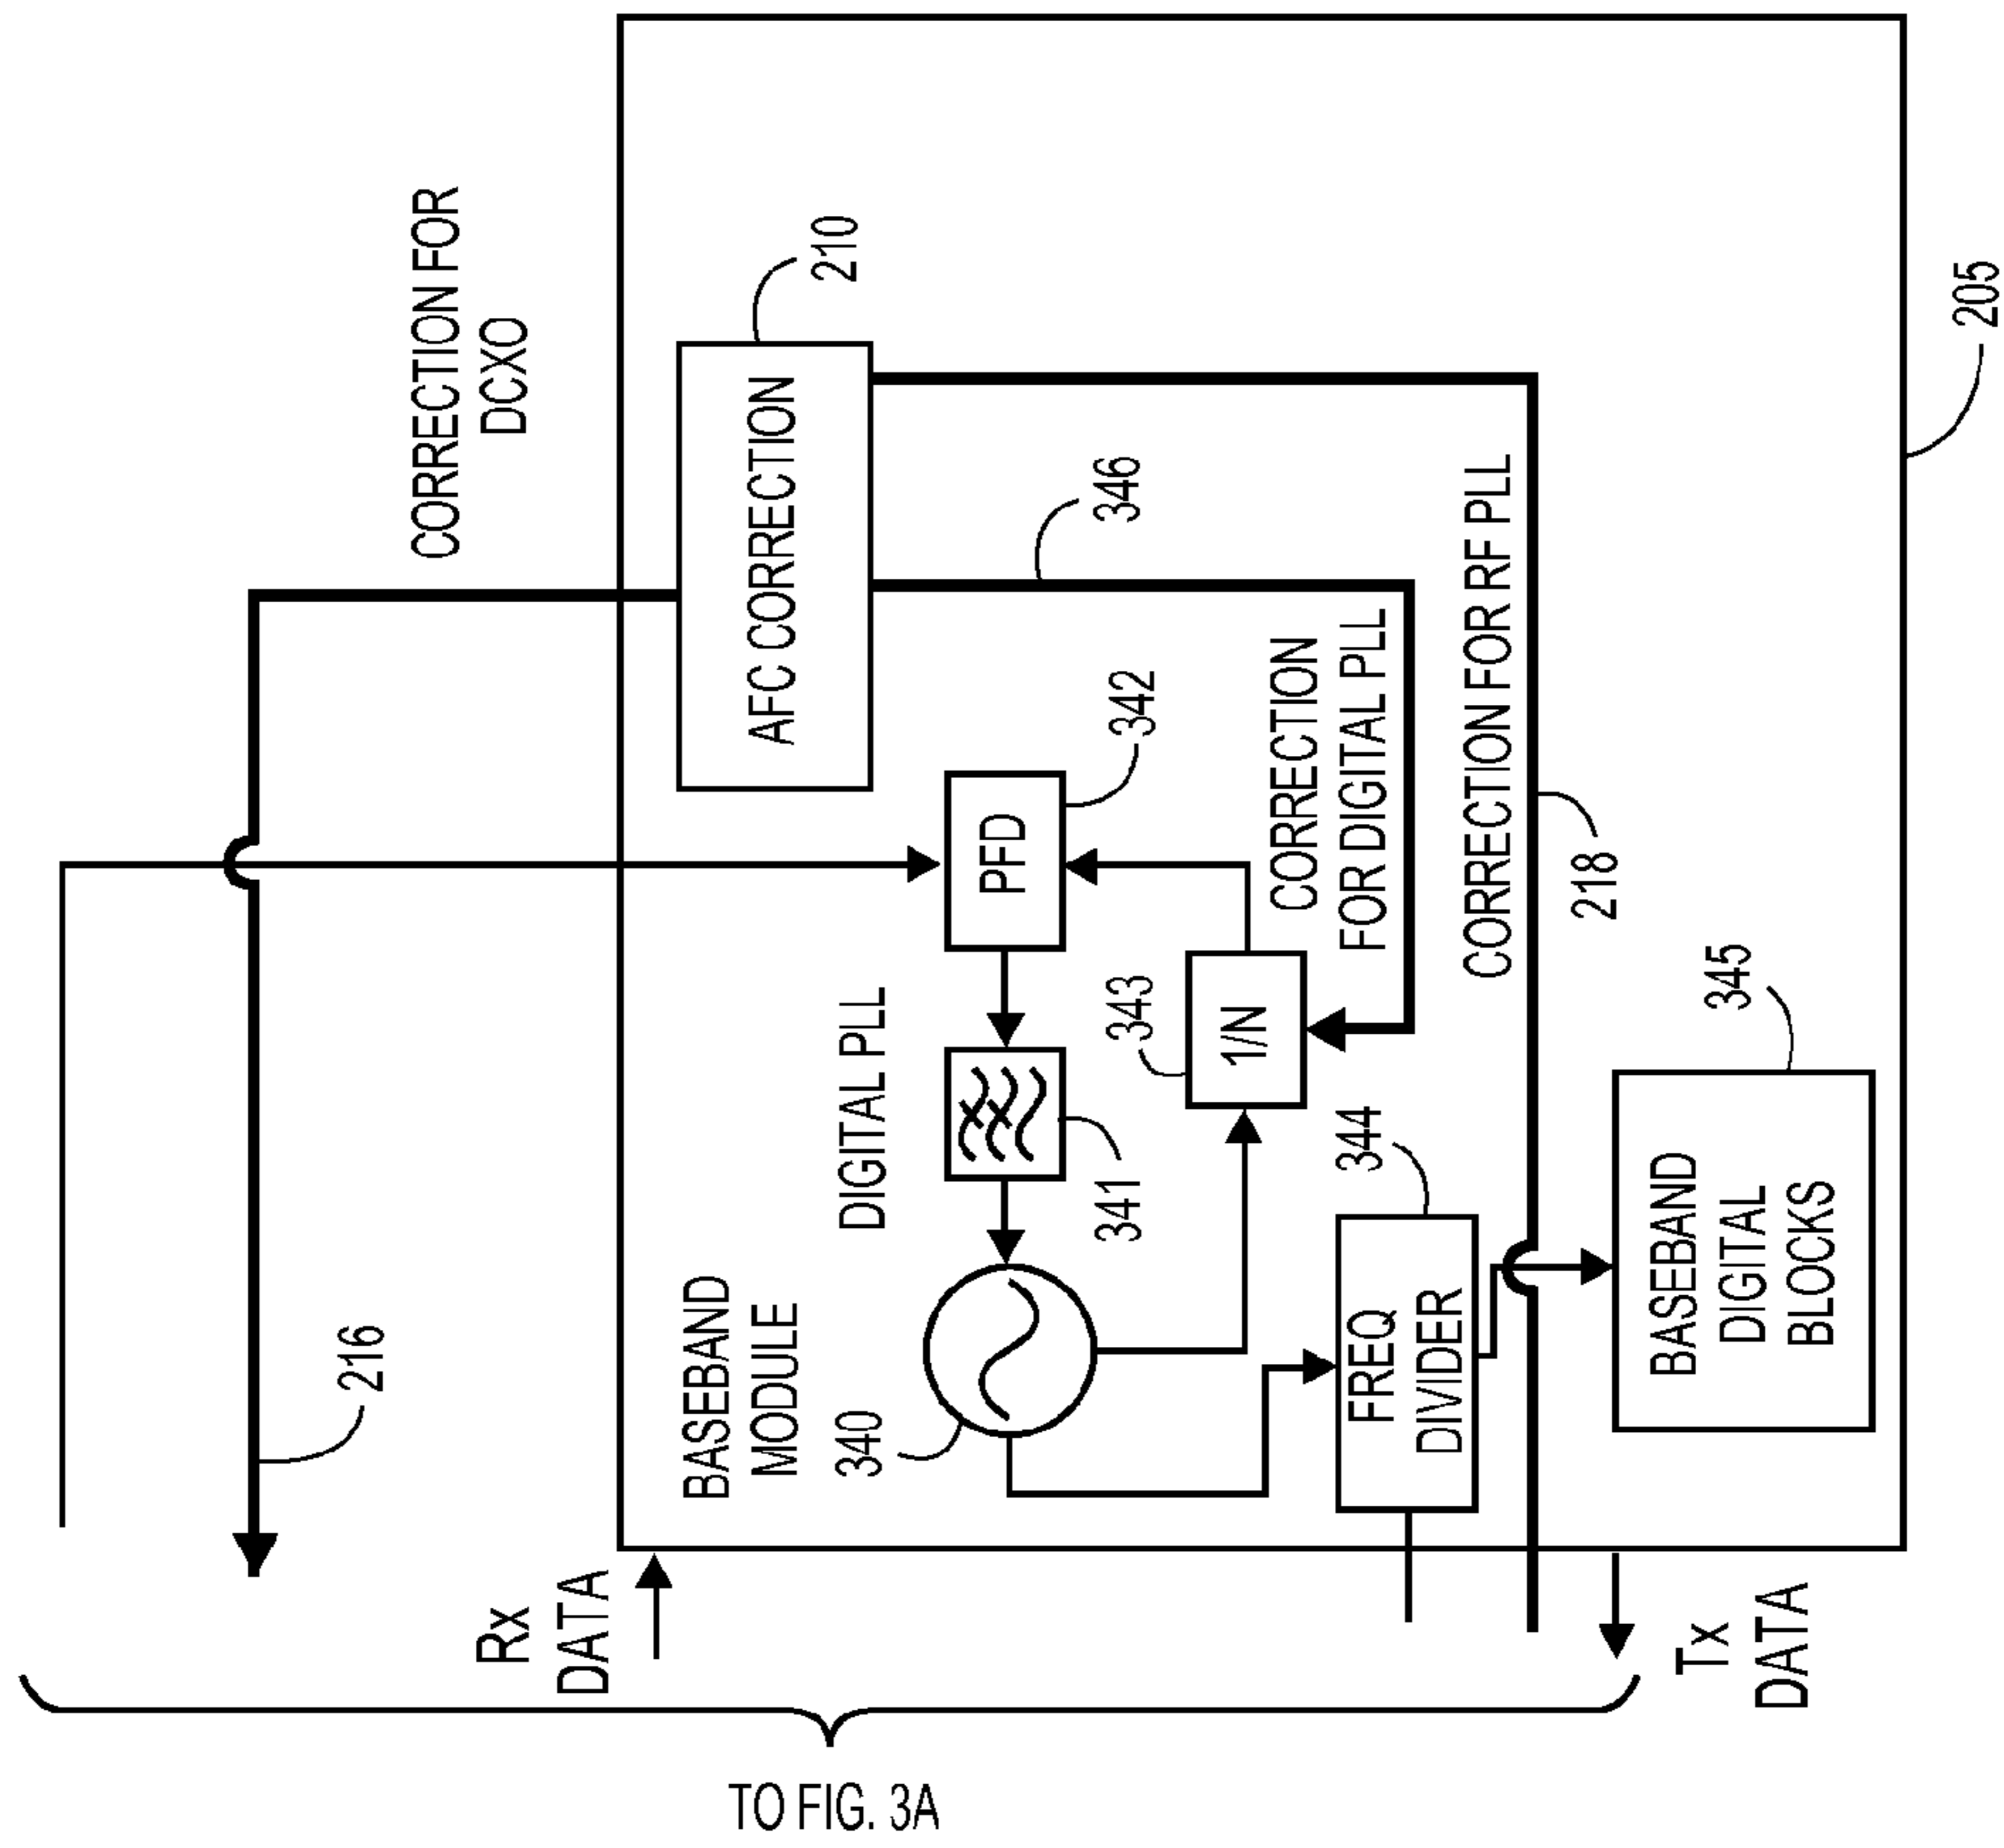 CORRECTION FOR
DCXO
210
AFC CORRECTION
346
205
342
PFD
CORRECTION
FOR DIGITAL PLL
CORRECTION FOR RF PLL
218
DIGITAL PLL
343
1/N
345
341
344
216
BASEBAND
MODULE
340
FREQ
DIVIDER
BASEBAND
DIGITAL
BLOCKS
Rx
DATA
Tx
DATA
TO FIG. 3A